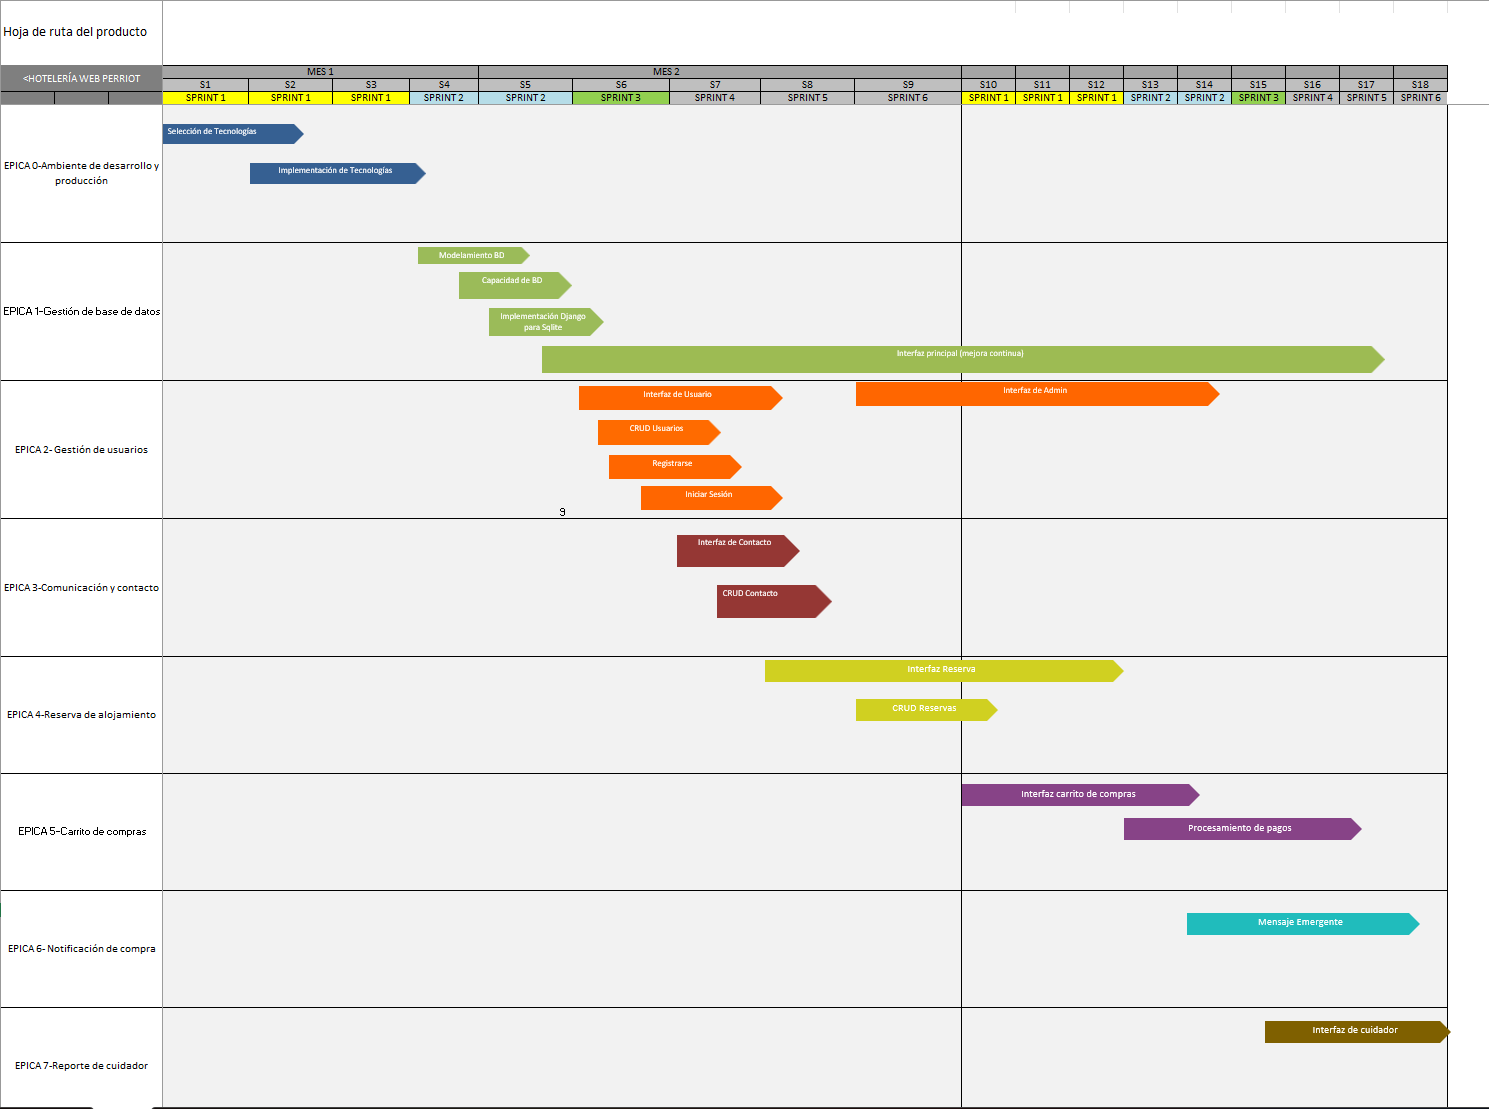 Hoja de ruta del producto
<HOTELERÍA WEB PERRIOT
MES 1 MES 2
S1 S2 S3 S4 S5 S6 S7 S8 S9 S10 S11 S12 S13 S14 S15 S16 S17 S18
SPRINT 1 SPRINT 1 SPRINT 1 SPRINT 2 SPRINT 2 SPRINT 3 SPRINT 4 SPRINT 5 SPRINT 6 SPRINT 1 SPRINT 1 SPRINT 1 SPRINT 2 SPRINT 2 SPRINT 3 SPRINT 4 SPRINT 5 SPRINT 6
EPICA 0-Ambiente de desarrollo y
producción
Selección de Tecnologías
Implementación de Tecnologías
EPICA 1-Gestión de base de datos
Modelamiento BD
Capacidad de BD
Implementación Django
para Sqlite
Interfaz principal (mejora continua)
EPICA 2- Gestión de usuarios
Interfaz de Usuario
Interfaz de Admin
CRUD Usuarios
Registrarse
Iniciar Sesión
9
EPICA 3-Comunicación y contacto
Interfaz de Contacto
CRUD Contacto
EPICA 4-Reserva de alojamiento
Interfaz Reserva
CRUD Reservas
EPICA 5-Carrito de compras
Interfaz carrito de compras
Procesamiento de pagos
EPICA 6- Notificación de compra
Mensaje Emergente
EPICA 7-Reporte de cuidador
Interfaz de cuidador